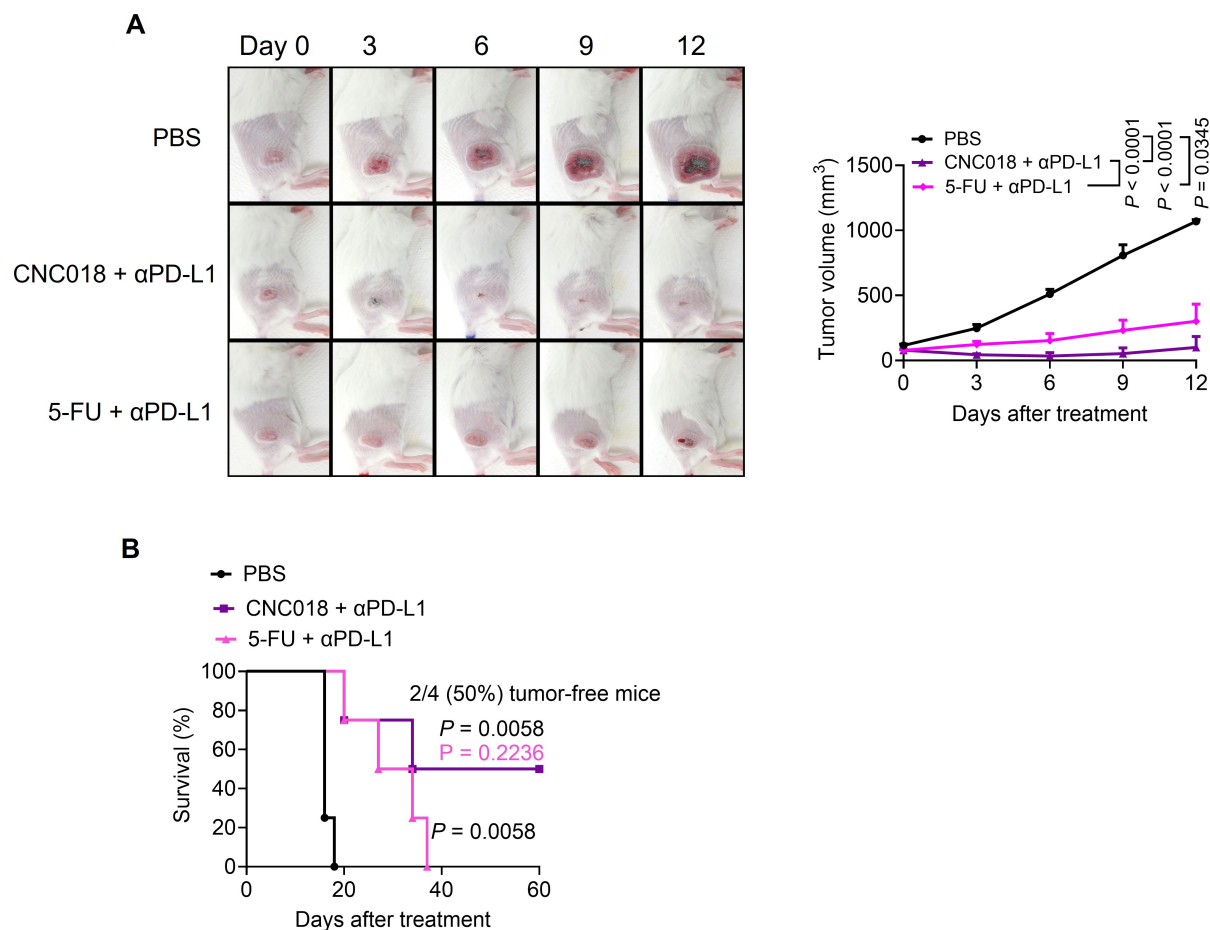 A
Day 0 3 6 9 12
PBS
CNC018 + αPD-L1
5-FU + αPD-L1
PBS
CNC018 + αPD-L1
5-FU + αPD-L1
P < 0.0001
P < 0.0001
P = 0.0345
Tumor volume (mm³)
1500
1000
500
0
0 3 6 9 12
Days after treatment
B
PBS
CNC018 + αPD-L1
5-FU + αPD-L1
Survival (%)
100
80
60
40
20
0
2/4 (50%) tumor-free mice
P = 0.0058
P = 0.2236
P = 0.0058
0 20 40 60
Days after treatment